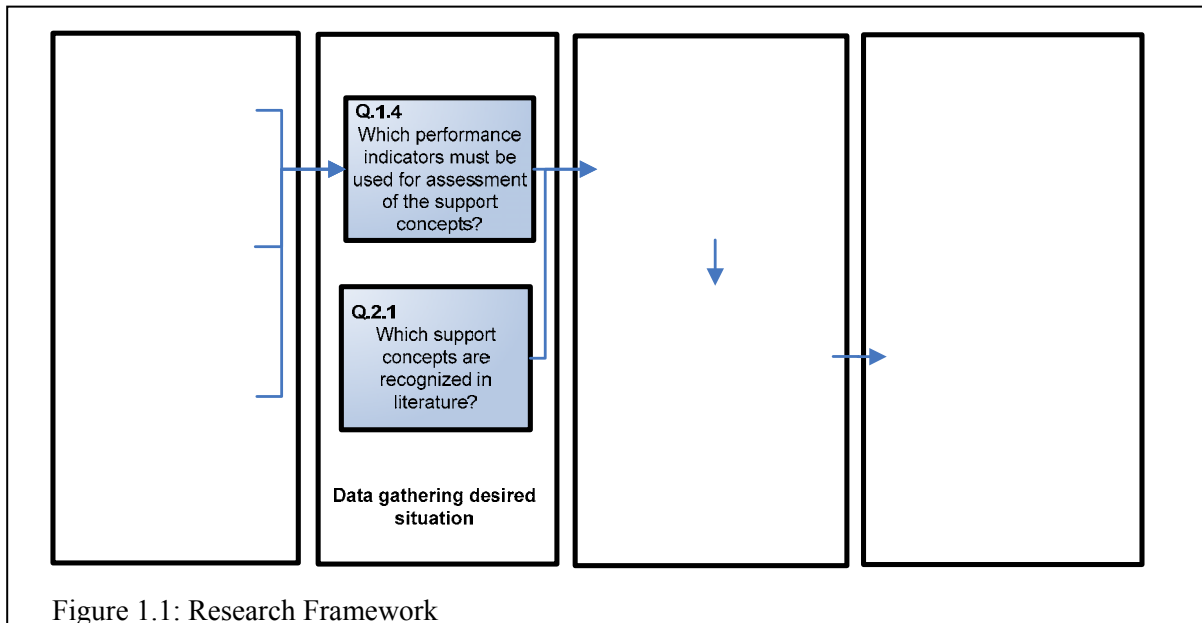 Q.1.4
Which performance
indicators must be
used for assessment
of the support
concepts?
Q.2.1
Which support
concepts are
recognized in
literature?
Data gathering desired
situation
Figure 1.1: Research Framework